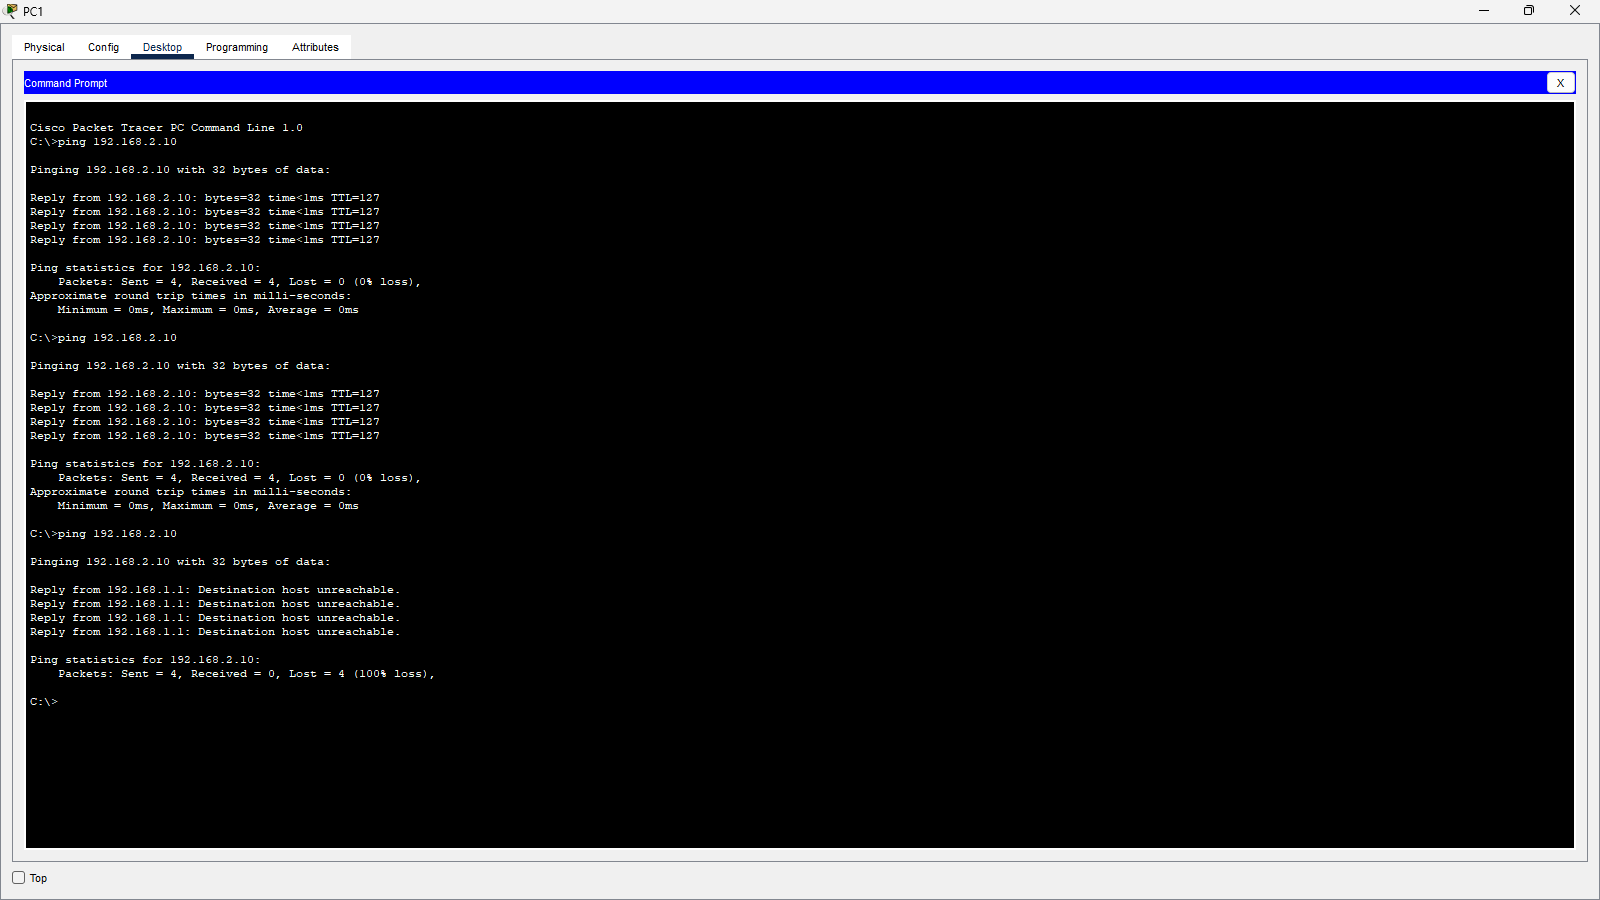 PC1
Physical Config Desktop Programming Attributes
Command Prompt
X
Cisco Packet Tracer PC Command Line 1.0
C:\>ping 192.168.2.10
Pinging 192.168.2.10 with 32 bytes of data:
Reply from 192.168.2.10: bytes=32 time<1ms TTL=127
Reply from 192.168.2.10: bytes=32 time<1ms TTL=127
Reply from 192.168.2.10: bytes=32 time<1ms TTL=127
Reply from 192.168.2.10: bytes=32 time<1ms TTL=127
Ping statistics for 192.168.2.10:
Packets: Sent = 4, Received = 4, Lost = 0 (0% loss),
Approximate round trip times in milli-seconds:
Minimum = 0ms, Maximum = 0ms, Average = 0ms
C:\>ping 192.168.2.10
Pinging 192.168.2.10 with 32 bytes of data:
Reply from 192.168.2.10: bytes=32 time<1ms TTL=127
Reply from 192.168.2.10: bytes=32 time<1ms TTL=127
Reply from 192.168.2.10: bytes=32 time<1ms TTL=127
Reply from 192.168.2.10: bytes=32 time<1ms TTL=127
Ping statistics for 192.168.2.10:
Packets: Sent = 4, Received = 4, Lost = 0 (0% loss),
Approximate round trip times in milli-seconds:
Minimum = 0ms, Maximum = 0ms, Average = 0ms
C:\>ping 192.168.2.10
Pinging 192.168.2.10 with 32 bytes of data:
Reply from 192.168.1.1: Destination host unreachable.
Reply from 192.168.1.1: Destination host unreachable.
Reply from 192.168.1.1: Destination host unreachable.
Reply from 192.168.1.1: Destination host unreachable.
Ping statistics for 192.168.2.10:
Packets: Sent = 4, Received = 0, Lost = 4 (100% loss),
C:\>
Top